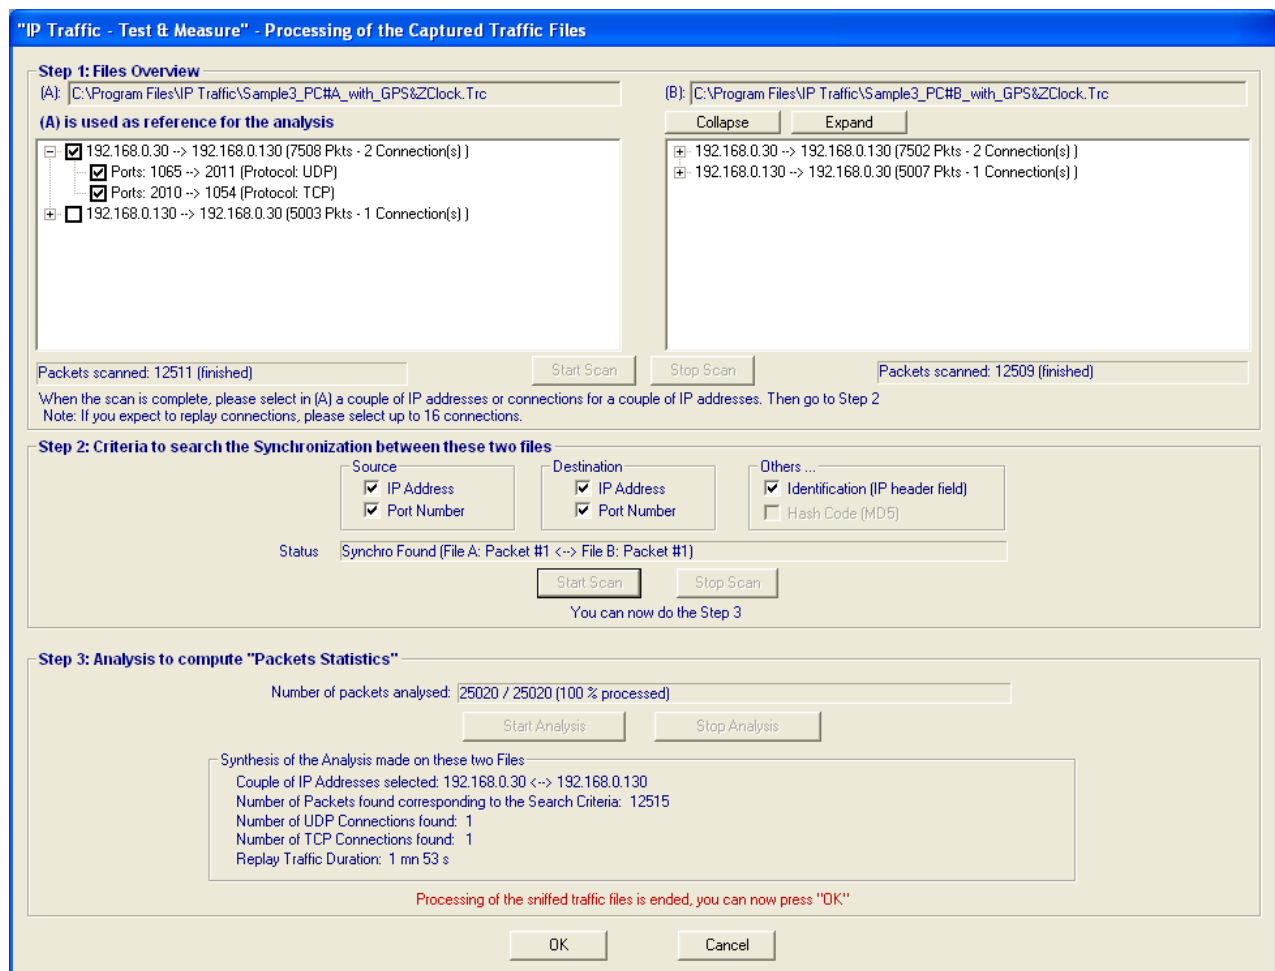 "IP Traffic - Test & Measure" - Processing of the Captured Traffic Files
Step 1: Files Overview
(A): C:\Program Files\IP Traffic\Sample3_PC#A_with_GPS&ZClock.Trc
(B): C:\Program Files\IP Traffic\Sample3_PC#B_with_GPS&ZClock.Trc
(A) is used as reference for the analysis
Collapse Expand
192.168.0.30 --> 192.168.0.130 (7508 Pkts - 2 Connection(s) )
Ports: 1065 --> 2011 (Protocol: UDP)
Ports: 2010 --> 1054 (Protocol: TCP)
192.168.0.130 --> 192.168.0.30 (5003 Pkts - 1 Connection(s) )
192.168.0.30 --> 192.168.0.130 (7502 Pkts - 2 Connection(s) )
192.168.0.130 --> 192.168.0.30 (5007 Pkts - 1 Connection(s) )
Packets scanned: 12511 (finished)
Start Scan Stop Scan
Packets scanned: 12509 (finished)
When the scan is complete, please select in (A) a couple of IP addresses or connections for a couple of IP addresses. Then go to Step 2
Note: If you expect to replay connections, please select up to 16 connections.
Step 2: Criteria to search the Synchronization between these two files
Source
IP Address
Port Number
Destination
IP Address
Port Number
Others ...
Identification (IP header field)
Hash Code (MD5)
Status Synchro Found (File A: Packet #1 <--> File B: Packet #1)
Start Scan Stop Scan
You can now do the Step 3
Step 3: Analysis to compute "Packets Statistics"
Number of packets analysed: 25020 / 25020 (100 % processed)
Start Analysis Stop Analysis
Synthesis of the Analysis made on these two Files
Couple of IP Addresses selected: 192.168.0.30 <--> 192.168.0.130
Number of Packets found corresponding to the Search Criteria: 12515
Number of UDP Connections found: 1
Number of TCP Connections found: 1
Replay Traffic Duration: 1 mn 53 s
Processing of the sniffed traffic files is ended, you can now press "OK"
OK Cancel